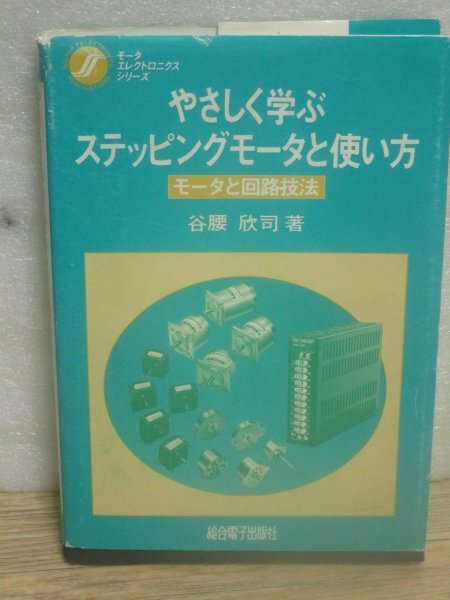 モータ
エレクトロニクス
シリーズ
やさしく学ぶ
ステッピングモータと使い方
モータと回路技法
谷腰 欣司 著
総合電子出版社